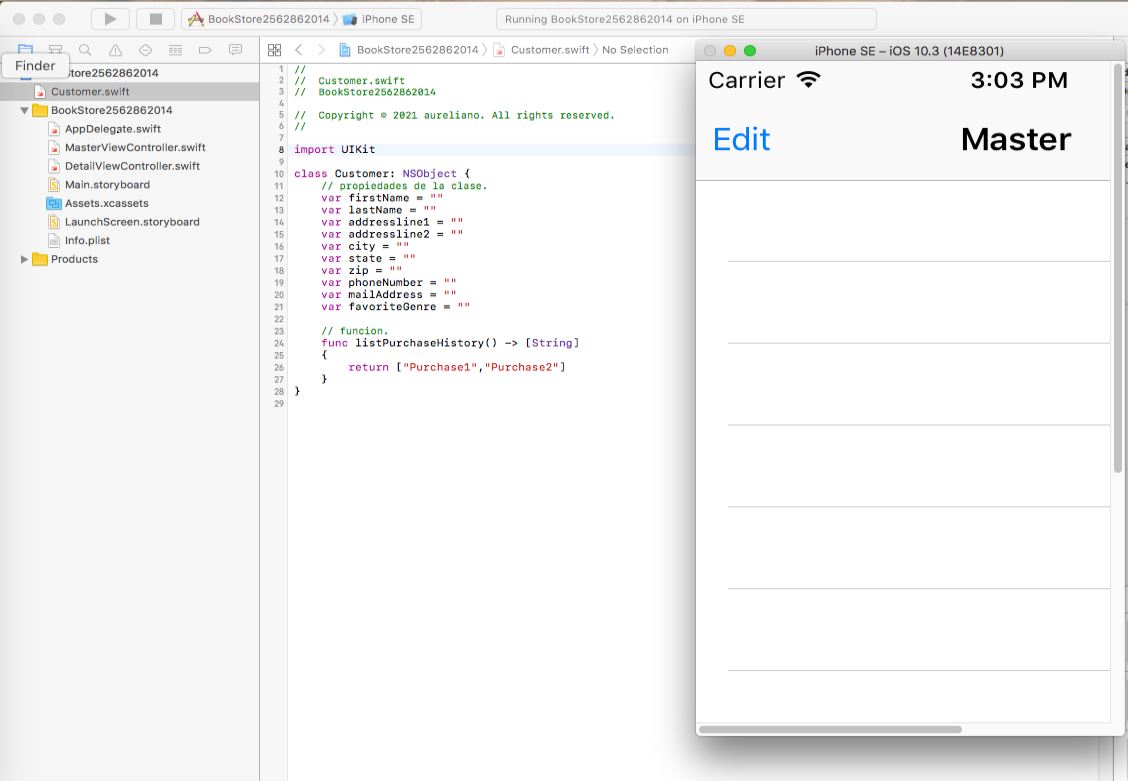 BookStore2562862014 iPhone SE
Running BookStore2562862014 on iPhone SE
Finder
Store2562862014
Customer.swift
BookStore2562862014
AppDelegate.swift
MasterViewController.swift
DetailViewController.swift
Main.storyboard
Assets.xcassets
LaunchScreen.storyboard
Info.plist
Products
BookStore2562862014 Customer.swift No Selection
1 //
2 //  Customer.swift
3 //  BookStore2562862014
4
5 //  Copyright © 2021 aureliano. All rights reserved.
6 //
7
8 import UIKit
9
10 class Customer: NSObject {
11     // propiedades de la clase.
12     var firstName = ""
13     var lastName = ""
14     var addressline1 = ""
15     var addressline2 = ""
16     var city = ""
17     var state = ""
18     var zip = ""
19     var phoneNumber = ""
20     var mailAddress = ""
21     var favoriteGenre = ""
22
23     // funcion.
24     func listPurchaseHistory() -> [String]
25     {
26         return ["Purchase1","Purchase2"]
27     }
28 }
29
iPhone SE – iOS 10.3 (14E8301)
Carrier 3:03 PM
Edit Master